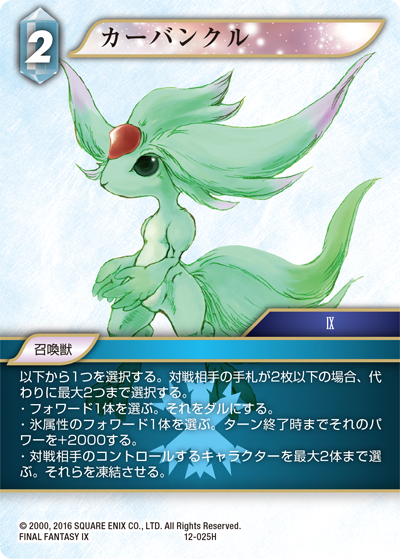 2
カーバンクル
IX
召喚獣
以下から1つを選択する。対戦相手の手札が2枚以下の場合、代
わりに最大2つまで選択する。
・フォワード1体を選ぶ。それをダルにする。
・氷属性のフォワード1体を選ぶ。ターン終了時までそれのパ
ワーを+2000する。
・対戦相手のコントロールするキャラクターを最大2体まで選
ぶ。それらを凍結させる。
© 2000, 2016 SQUARE ENIX CO., LTD. All Rights Reserved.
FINAL FANTASY IX
12-025H